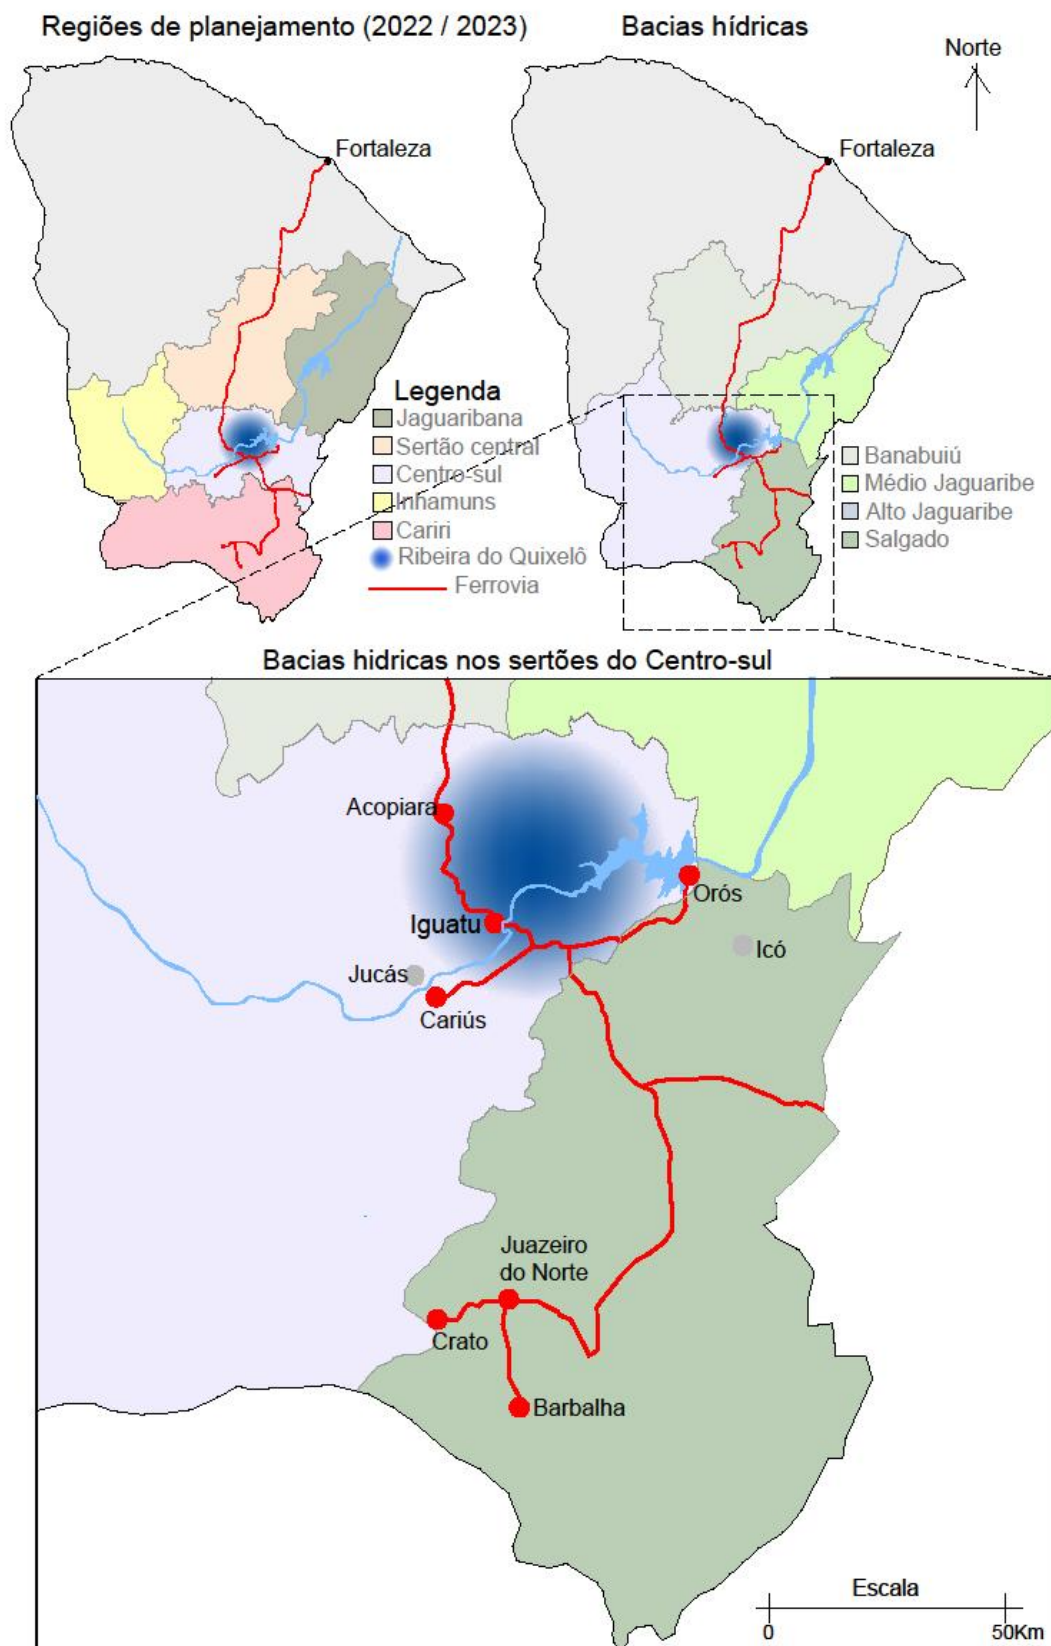 Regiões de planejamento (2022 / 2023)
Bacias hídricas
Norte
Fortaleza
Fortaleza
Legenda
Jaguaribana
Sertão central
Centro-sul
Inhamuns
Cariri
Ribeira do Quixelô
Ferrovia
Banabuiú
Médio Jaguaribe
Alto Jaguaribe
Salgado
Bacias hidricas nos sertões do Centro-sul
Acopiara
Orós
Iguatu
Icó
Jucás
Cariús
Juazeiro
do Norte
Crato
Barbalha
Escala
0
50Km